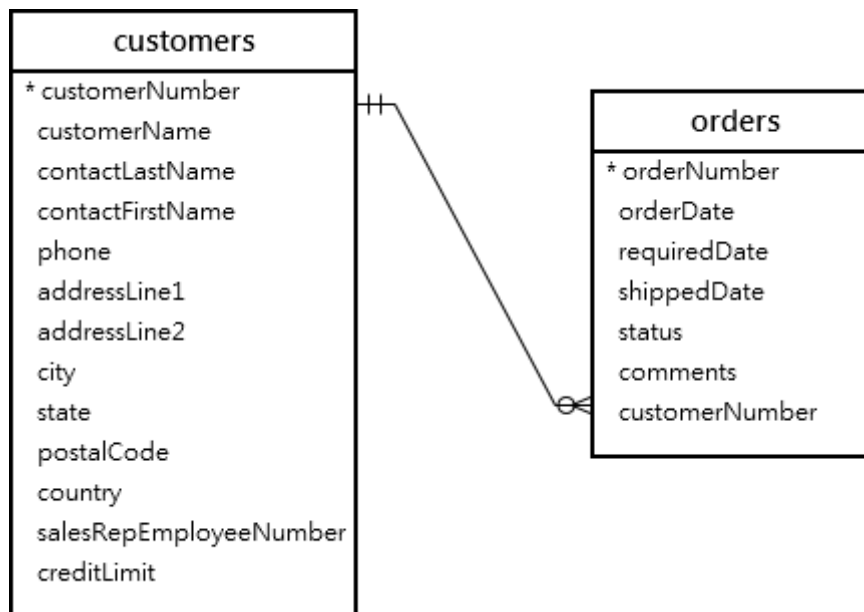 customers
* customerNumber
customerName
contactLastName
contactFirstName
phone
addressLine1
addressLine2
city
state
postalCode
country
salesRepEmployeeNumber
creditLimit
orders
* orderNumber
orderDate
requiredDate
shippedDate
status
comments
customerNumber